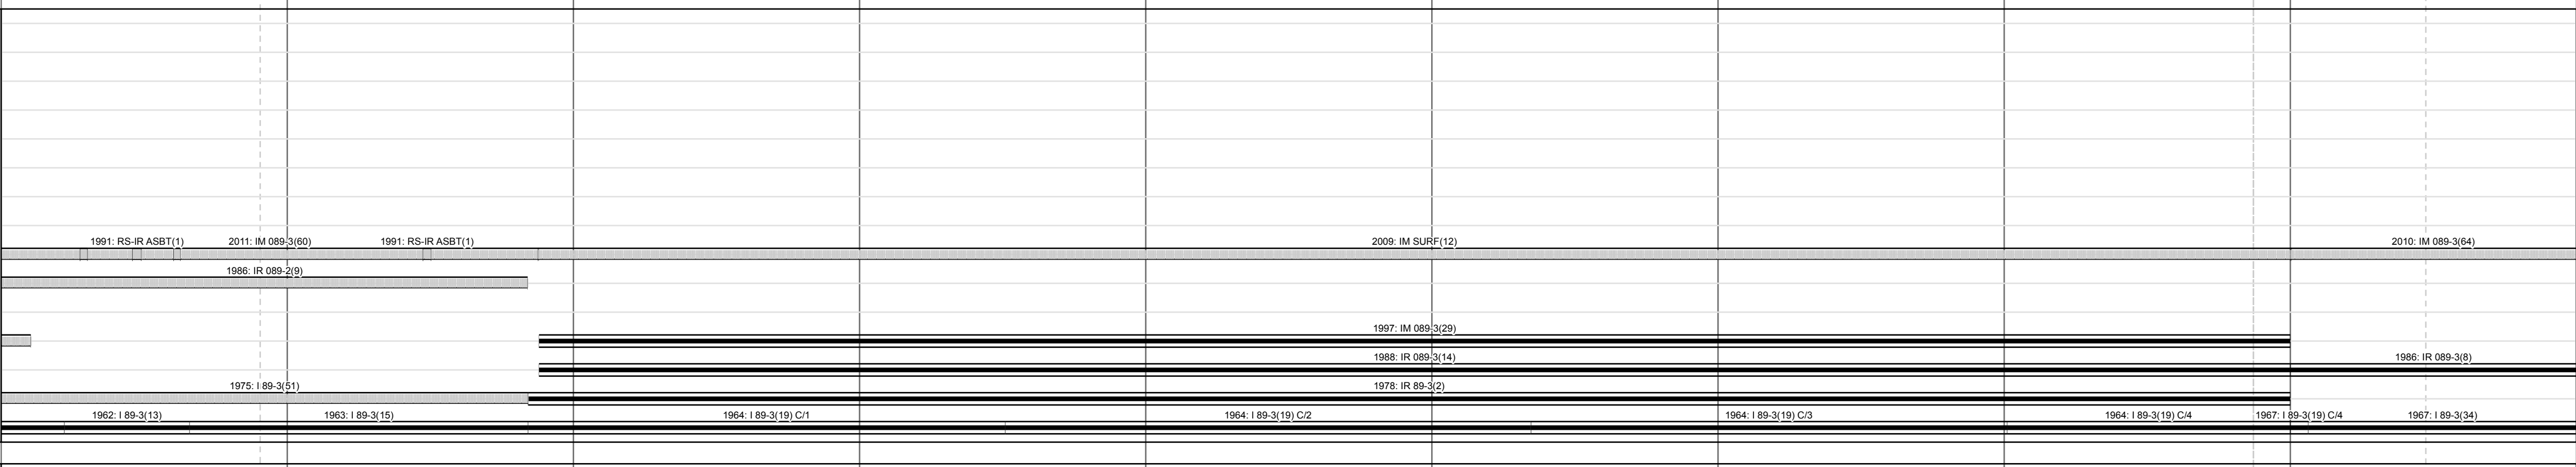 1991: RS-IR ASBT(1) 2011: IM 089-3(60) 1991: RS-IR ASBT(1) 2009: IM SURF(12) 2010: IM 089-3(64)
1986: IR 089-2(9)
1997: IM 089-3(29)
1988: IR 089-3(14) 1986: IR 089-3(8)
1975: I 89-3(51) 1978: IR 89-3(2)
1962: I 89-3(13) 1963: I 89-3(15) 1964: I 89-3(19) C/1 1964: I 89-3(19) C/2 1964: I 89-3(19) C/3 1964: I 89-3(19) C/4 1967: I 89-3(19) C/4 1967: I 89-3(34)